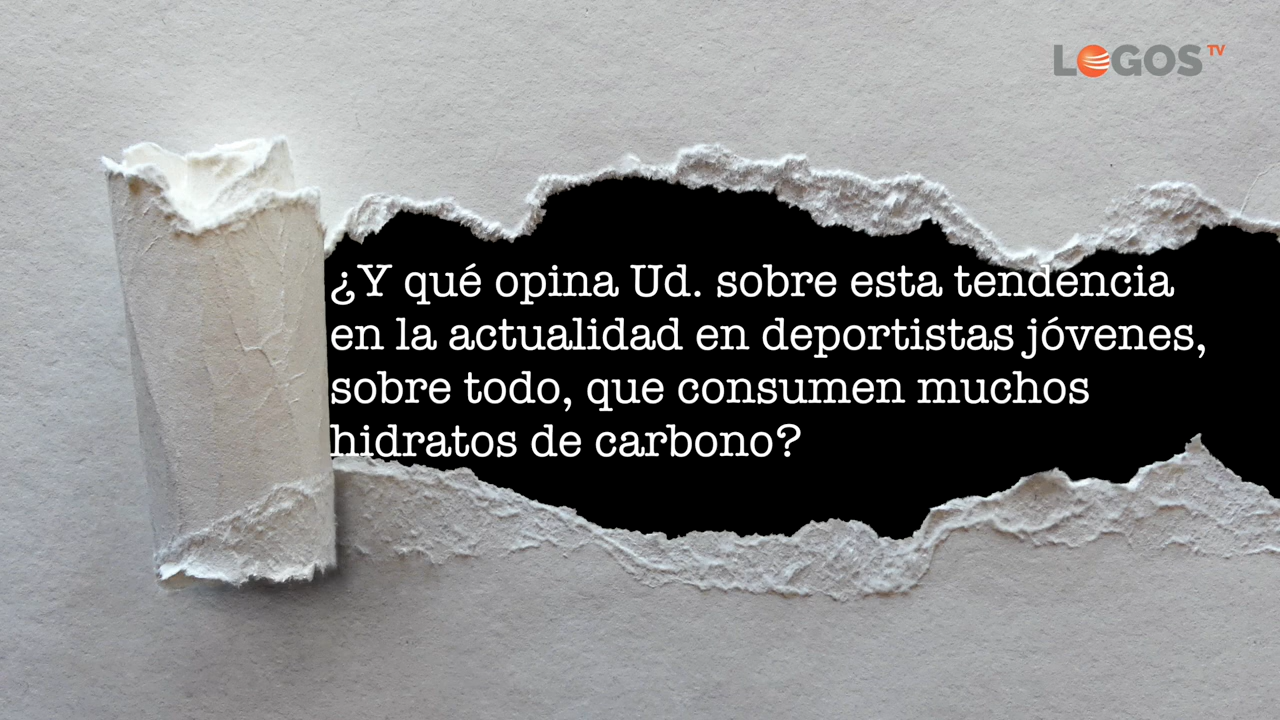 LOGOS TV
¿Y qué opina Ud. sobre esta tendencia
en la actualidad en deportistas jóvenes,
sobre todo, que consumen muchos
hidratos de carbono?